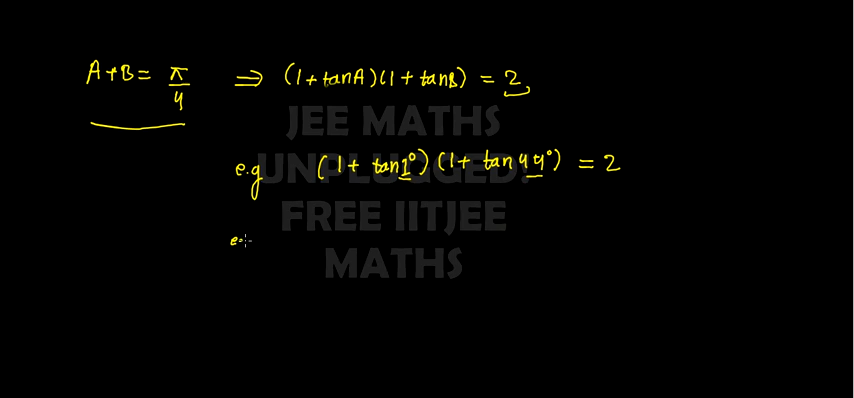 A+B = π/4 ⇒ (1+tanA)(1+tanB) = 2,
JEE MATHS
e.g (1+ tan1°)(1+ tan44°) = 2
UNPLUGGED!
FREE IITJEE
e.
MATHS